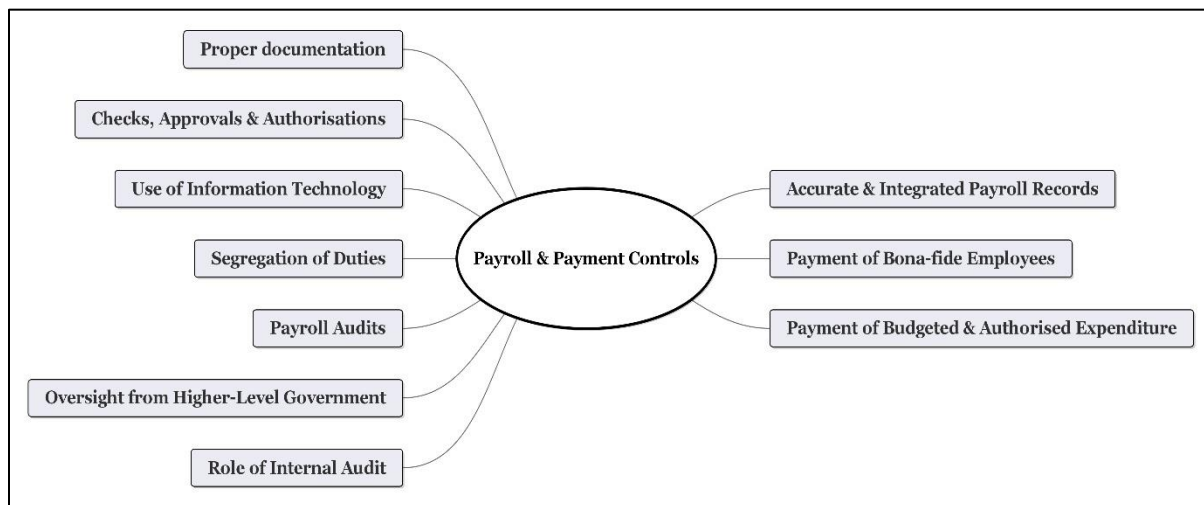 Proper documentation
Checks, Approvals & Authorisations
Use of Information Technology
Segregation of Duties
Payroll Audits
Oversight from Higher-Level Government
Role of Internal Audit
Payroll & Payment Controls
Accurate & Integrated Payroll Records
Payment of Bona-fide Employees
Payment of Budgeted & Authorised Expenditure